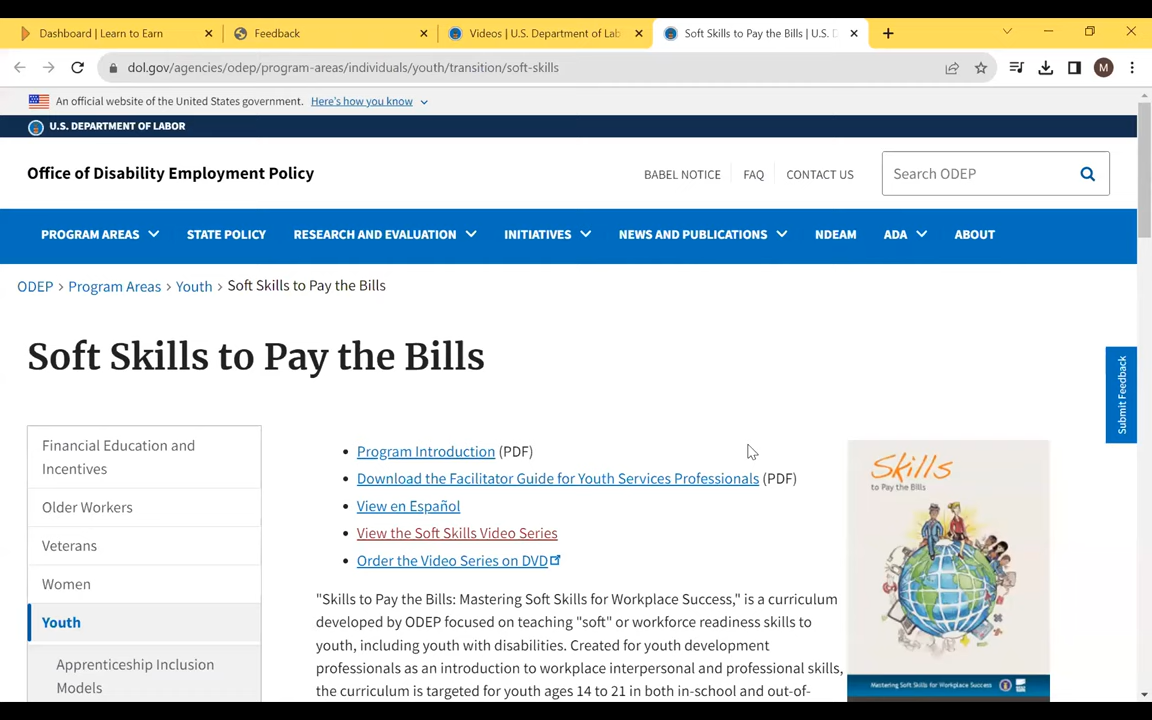 Dashboard | Learn to Earn
Feedback
Videos | U.S. Department of Lab
Soft Skills to Pay the Bills | U.S. D
dol.gov/agencies/odep/program-areas/individuals/youth/transition/soft-skills
M
An official website of the United States government. Here's how you know
U.S. DEPARTMENT OF LABOR
Office of Disability Employment Policy
BABEL NOTICE
FAQ
CONTACT US
Search ODEP
PROGRAM AREAS
STATE POLICY
RESEARCH AND EVALUATION
INITIATIVES
NEWS AND PUBLICATIONS
NDEAM
ADA
ABOUT
ODEP > Program Areas > Youth > Soft Skills to Pay the Bills
Soft Skills to Pay the Bills
Submit Feedback
Financial Education and
Incentives
Older Workers
Veterans
Women
Youth
Apprenticeship Inclusion
Models
• Program Introduction (PDF)
• Download the Facilitator Guide for Youth Services Professionals (PDF)
• View en Español
• View the Soft Skills Video Series
• Order the Video Series on DVD
"Skills to Pay the Bills: Mastering Soft Skills for Workplace Success," is a curriculum
developed by ODEP focused on teaching "soft" or workforce readiness skills to
youth, including youth with disabilities. Created for youth development
professionals as an introduction to workplace interpersonal and professional skills,
the curriculum is targeted for youth ages 14 to 21 in both in-school and out-of-
Skills
to Pay the Bills
Mastering Soft Skills for Workplace Success